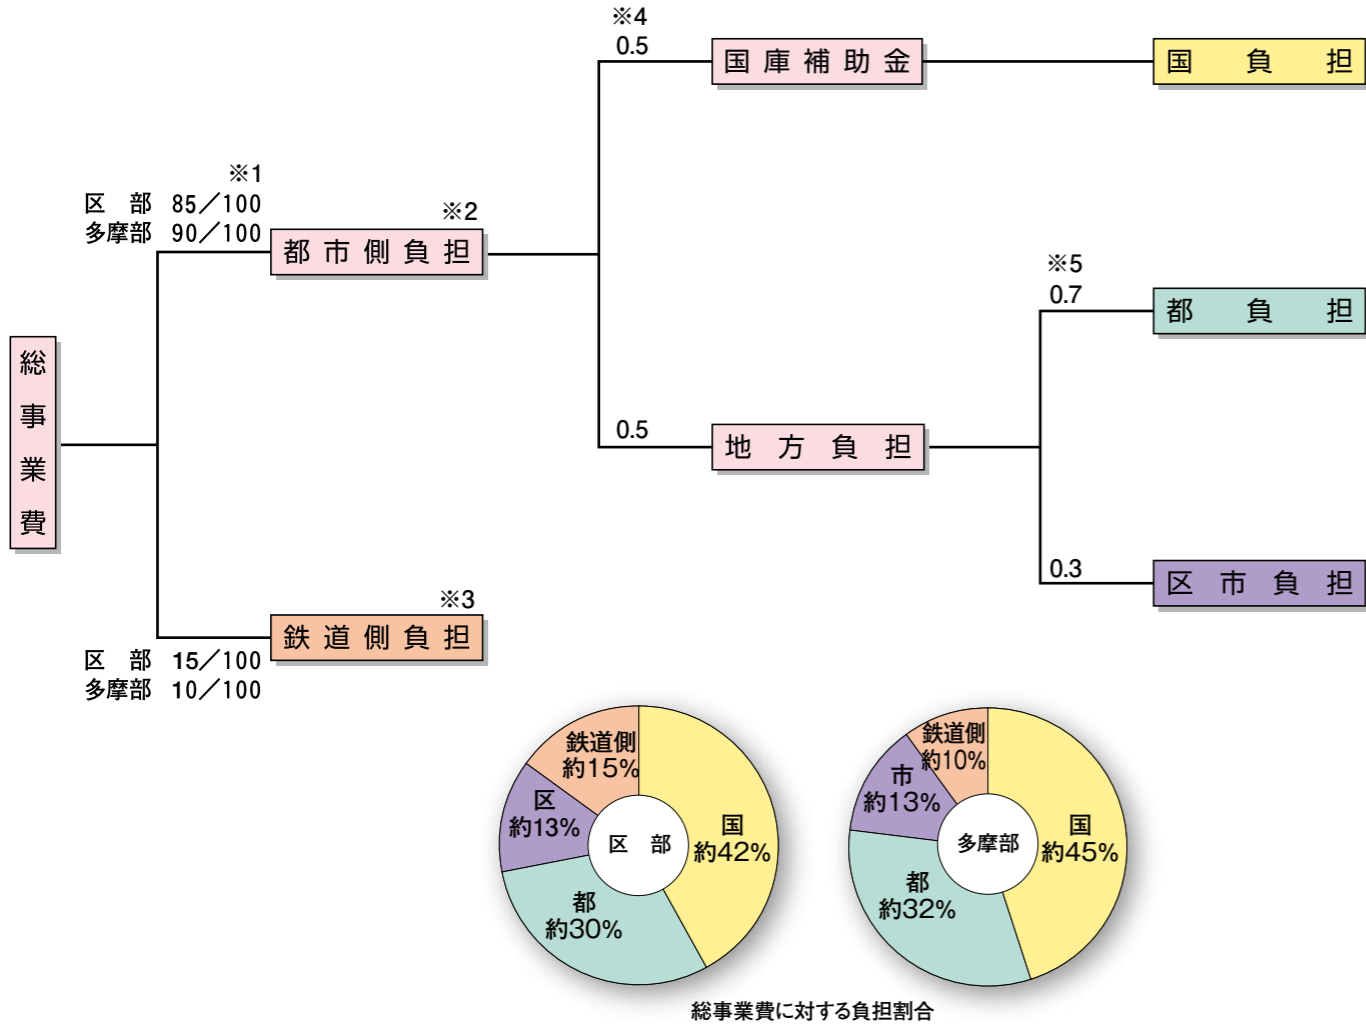 ※4
0.5
国庫補助金
国負担
※1
区部 85／100
多摩部 90／100
※2
都市側負担
※5
0.7
都負担
総事業費
0.5
地方負担
0.3
区市負担
※3
鉄道側負担
区部 15／100
多摩部 10／100
鉄道側
約15%
区
約13%
区部
国
約42%
都
約30%
鉄道側
約10%
市
約13%
多摩部
国
約45%
都
約32%
総事業費に対する負担割合